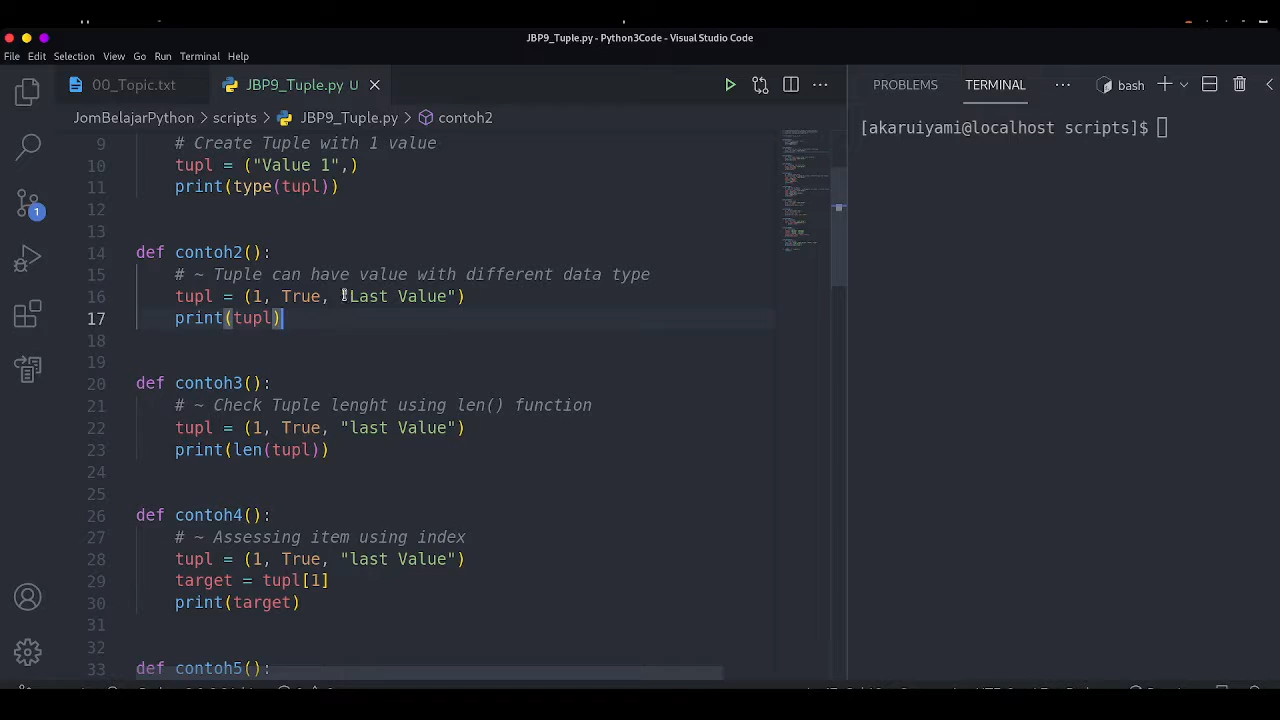 JBP9_Tuple.py - Python3Code - Visual Studio Code
File Edit Selection View Go Run Terminal Help
00_Topic.txt JBP9_Tuple.py U
PROBLEMS TERMINAL ··· bash
JomBelajarPython > scripts > JBP9_Tuple.py > contoh2
[akaruiyami@localhost scripts]$
9 # Create Tuple with 1 value
10 tupl = ("Value 1",)
11 print(type(tupl))
12
13
14 def contoh2():
15 # ~ Tuple can have value with different data type
16 tupl = (1, True, "Last Value")
17 print(tupl)
18
19
20 def contoh3():
21 # ~ Check Tuple lenght using len() function
22 tupl = (1, True, "last Value")
23 print(len(tupl))
24
25
26 def contoh4():
27 # ~ Assessing item using index
28 tupl = (1, True, "last Value")
29 target = tupl[1]
30 print(target)
31
32
33 def contoh5():
1